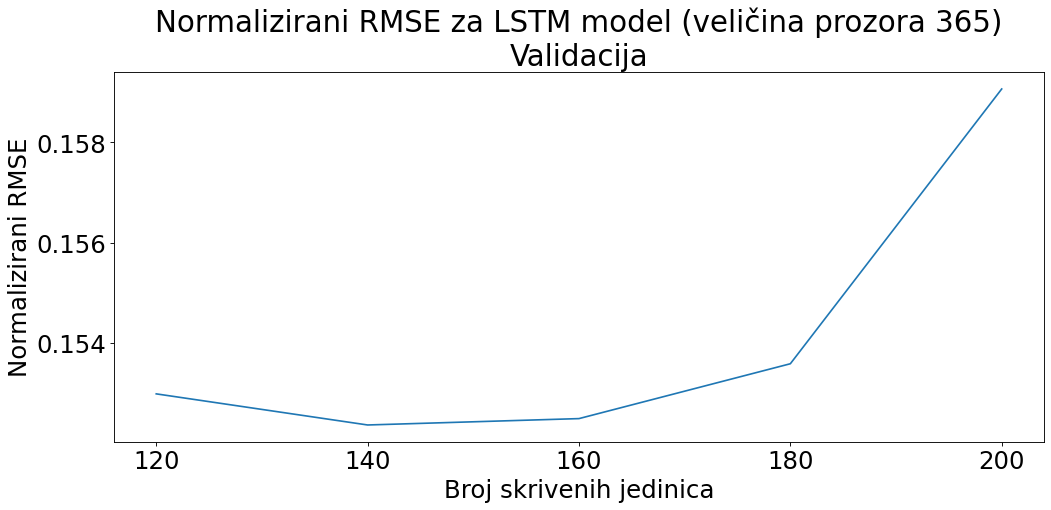 Normalizirani RMSE za LSTM model (veličina prozora 365)
Validacija
Normalizirani RMSE
0.158
0.156
0.154
120 140 160 180 200
Broj skrivenih jedinica